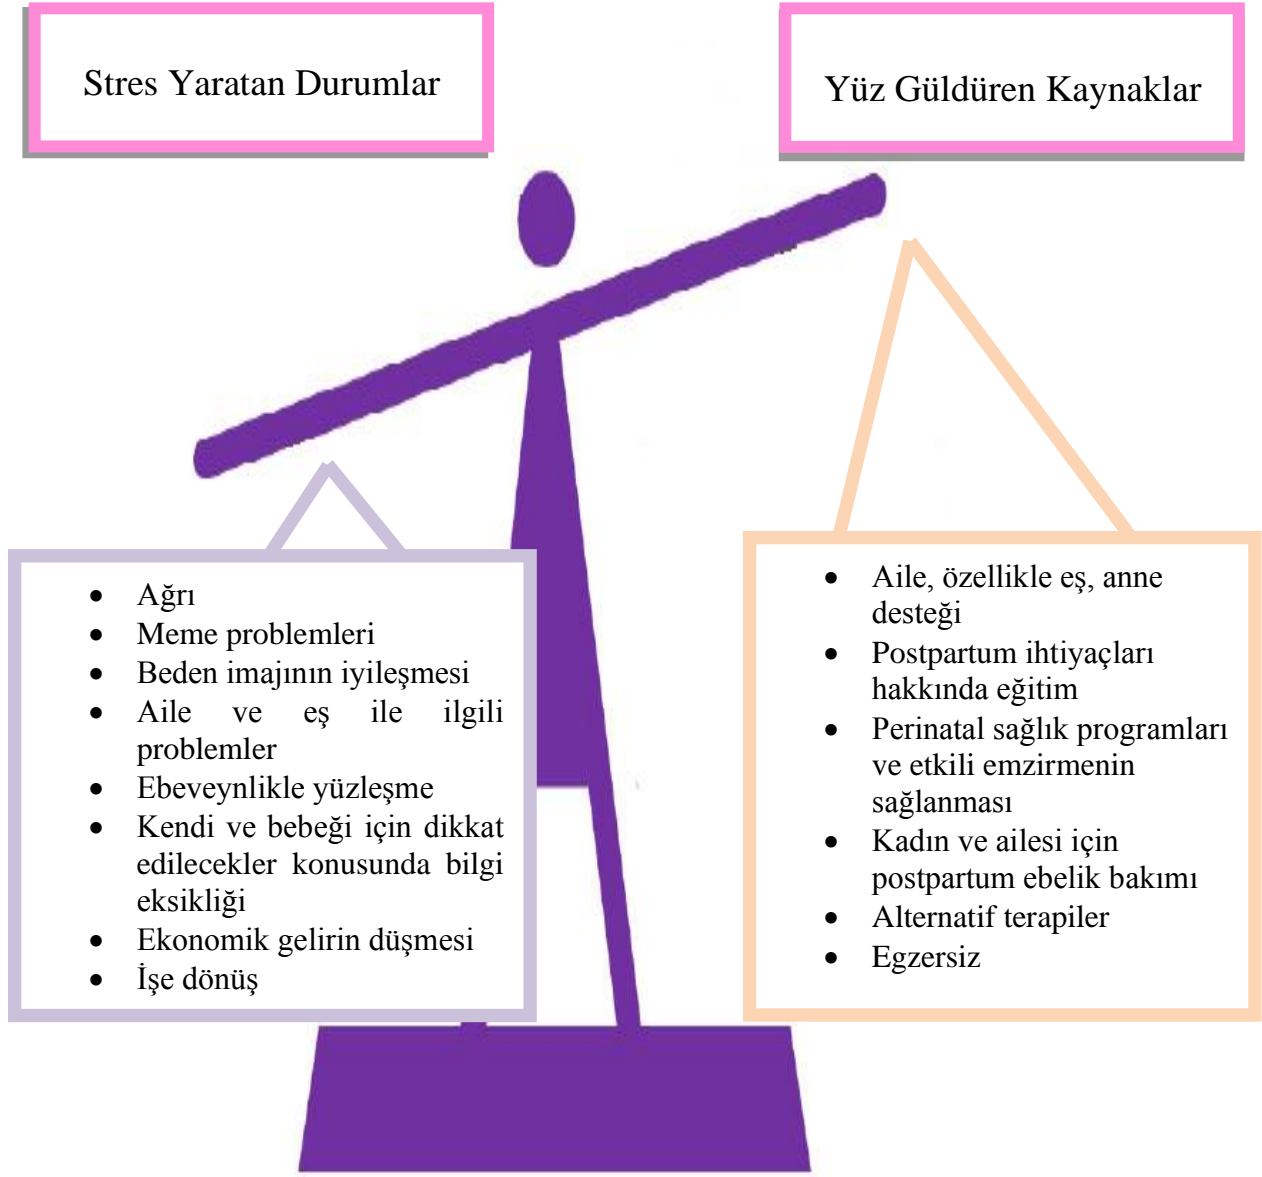 Stres Yaratan Durumlar
Yüz Güldüren Kaynaklar
• Ağrı
• Meme problemleri
• Beden imajının iyileşmesi
• Aile ve eş ile ilgili
problemler
• Ebeveynlikle yüzleşme
• Kendi ve bebeği için dikkat
edilecekler konusunda bilgi
eksikliği
• Ekonomik gelirin düşmesi
• İşe dönüş
• Aile, özellikle eş, anne
desteği
• Postpartum ihtiyaçları
hakkında eğitim
• Perinatal sağlık programları
ve etkili emzirmenin
sağlanması
• Kadın ve ailesi için
postpartum ebelik bakımı
• Alternatif terapiler
• Egzersiz